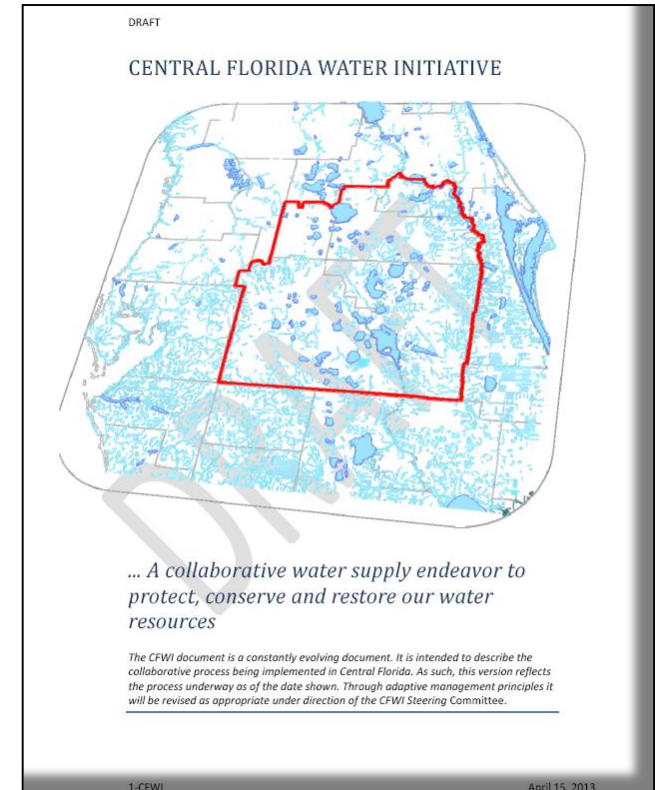 DRAFT
CENTRAL FLORIDA WATER INITIATIVE
DRAFT
... A collaborative water supply endeavor to
protect, conserve and restore our water
resources
The CFWI document is a constantly evolving document. It is intended to describe the
collaborative process being implemented in Central Florida. As such, this version reflects
the process underway as of the date shown. Through adaptive management principles it
will be revised as appropriate under direction of the CFWI Steering Committee.
1-CFWI April 15, 2013